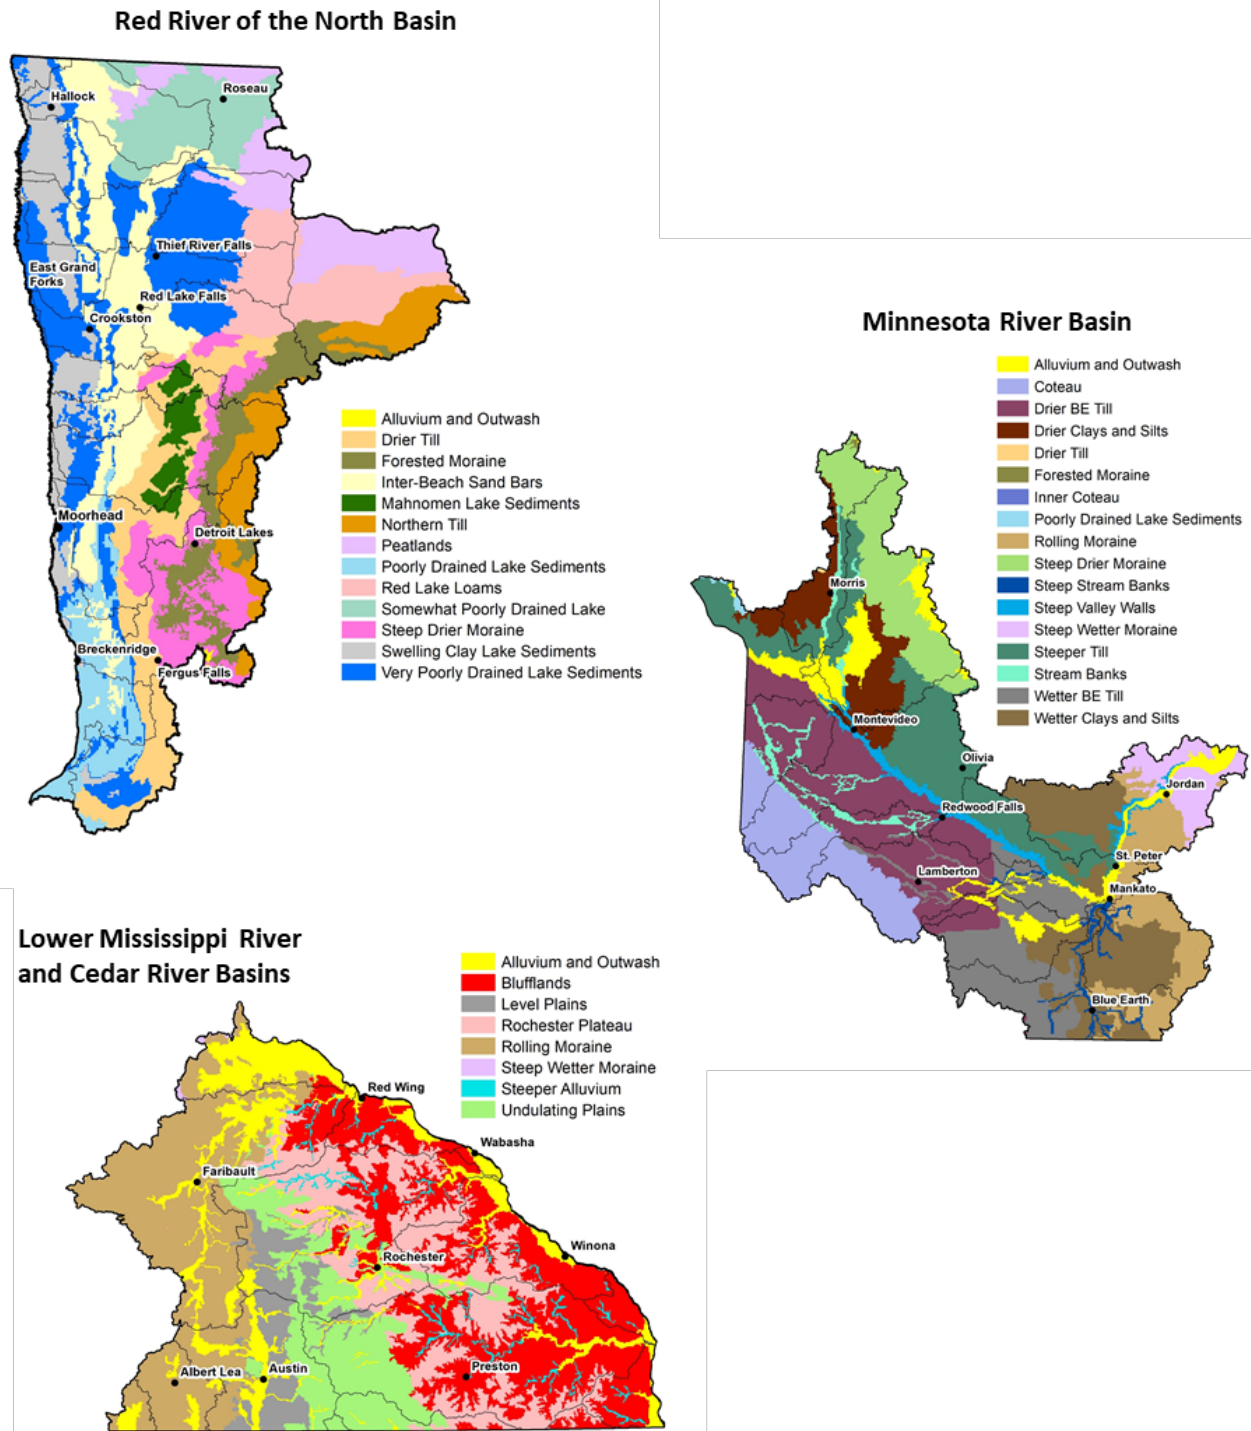 Red River of the North Basin
Hallock
Roseau
Thief River Falls
East Grand
Forks
Red Lake Falls
Crookston
Moorhead
Detroit Lakes
Breckenridge
Fergus Falls
Alluvium and Outwash
Drier Till
Forested Moraine
Inter-Beach Sand Bars
Mahnomen Lake Sediments
Northern Till
Peatlands
Poorly Drained Lake Sediments
Red Lake Loams
Somewhat Poorly Drained Lake
Steep Drier Moraine
Swelling Clay Lake Sediments
Very Poorly Drained Lake Sediments
Minnesota River Basin
Alluvium and Outwash
Coteau
Drier BE Till
Drier Clays and Silts
Drier Till
Forested Moraine
Inner Coteau
Poorly Drained Lake Sediments
Rolling Moraine
Steep Drier Moraine
Steep Stream Banks
Steep Valley Walls
Steep Wetter Moraine
Steeper Till
Stream Banks
Wetter BE Till
Wetter Clays and Silts
Morris
Montevideo
Olivia
Jordan
Redwood Falls
St. Peter
Lamberton
Mankato
Blue Earth
Lower Mississippi River
and Cedar River Basins
Alluvium and Outwash
Blufflands
Level Plains
Rochester Plateau
Rolling Moraine
Steep Wetter Moraine
Steeper Alluvium
Undulating Plains
Red Wing
Wabasha
Faribault
Winona
Rochester
Albert Lea
Austin
Preston